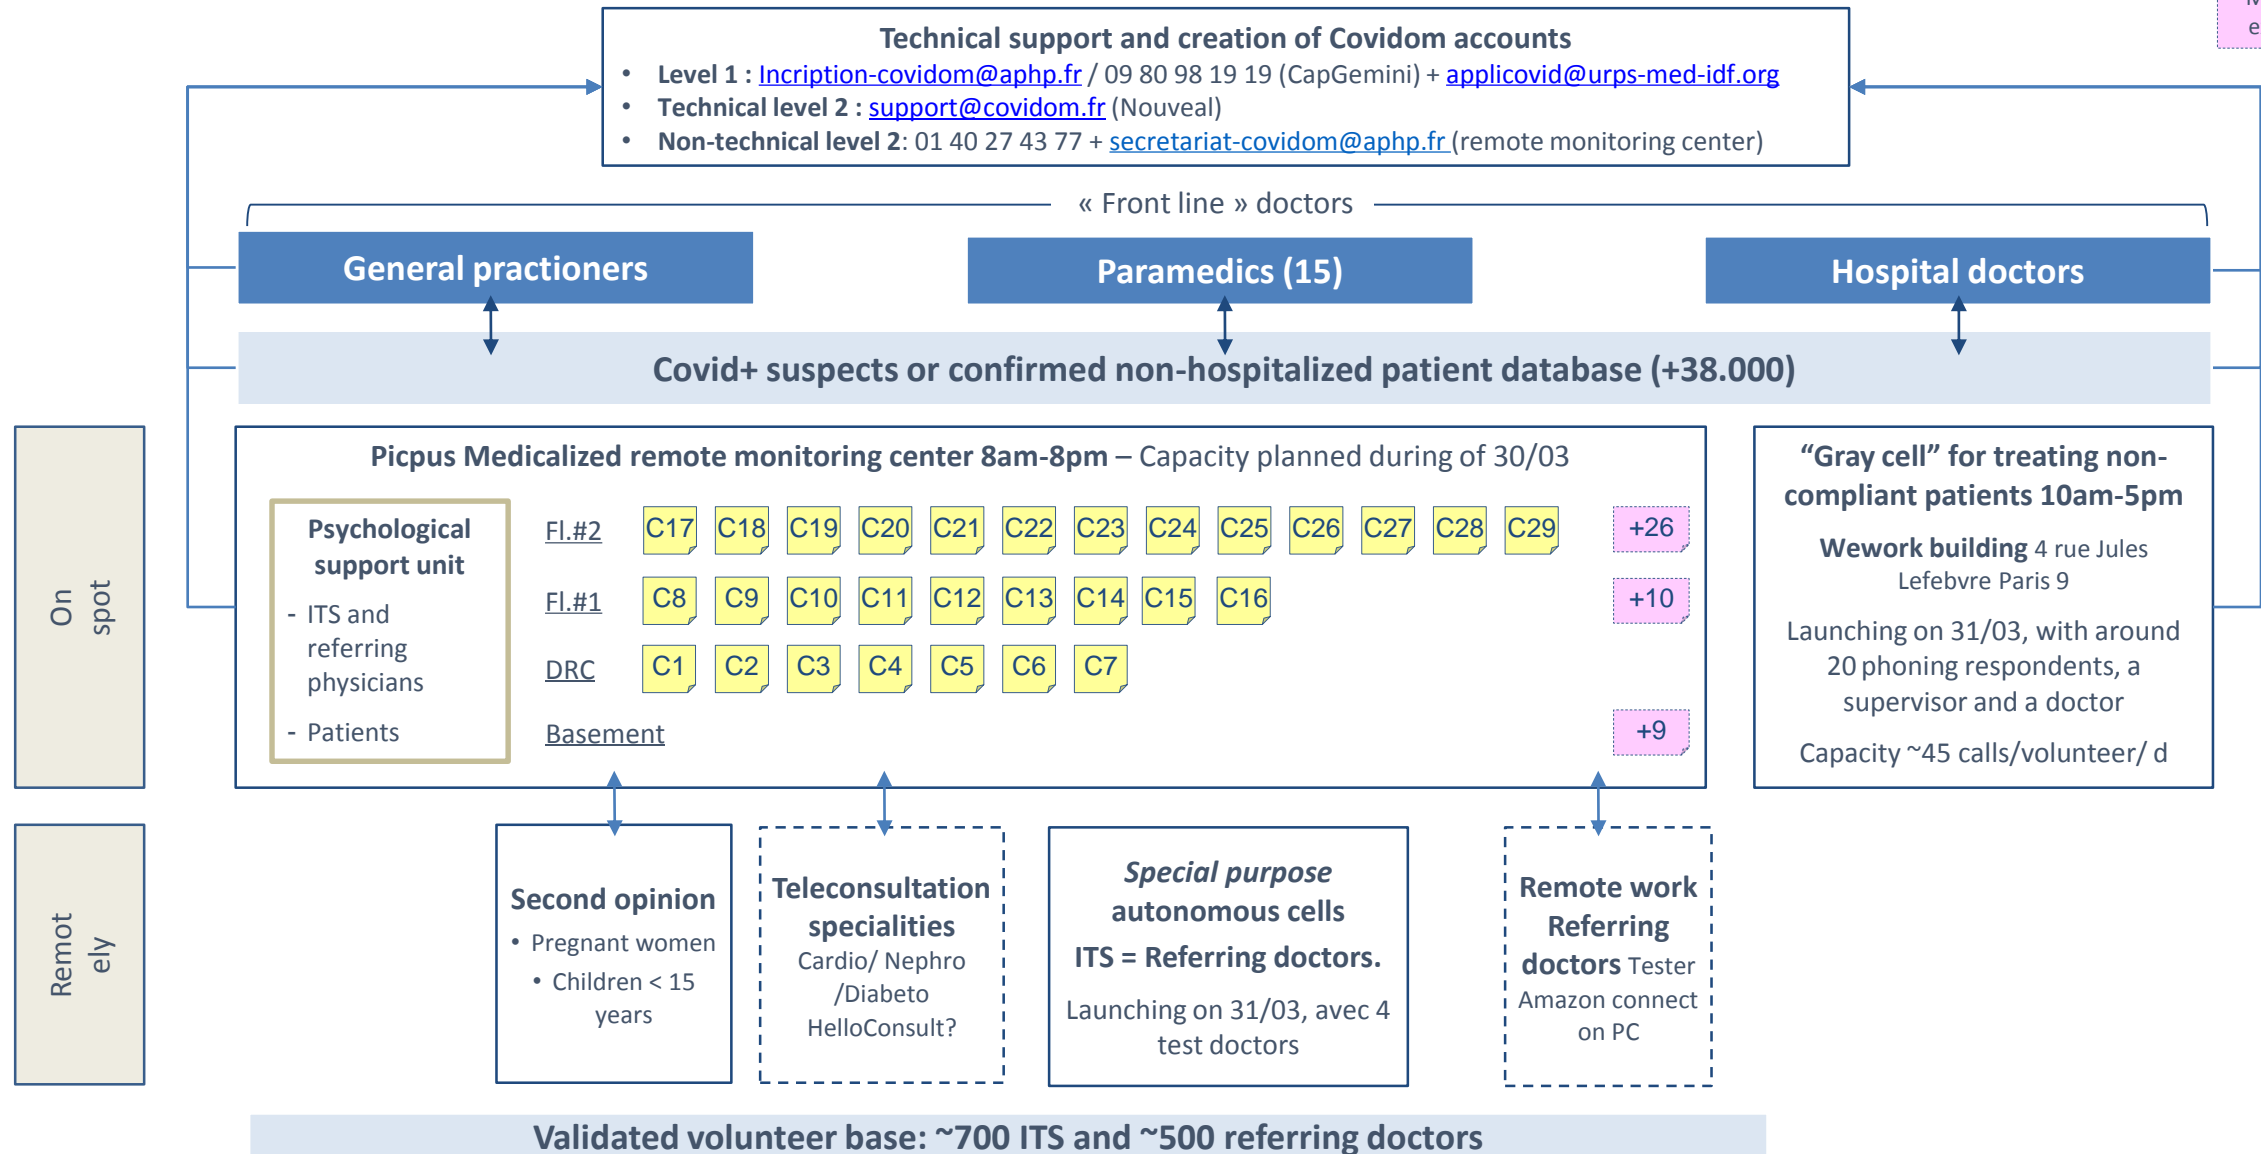 Technical support and creation of Covidom accounts
• Level 1 : Incription-covidom@aphp.fr / 09 80 98 19 19 (CapGemini) + applicovid@urps-med-idf.org
• Technical level 2 : support@covidom.fr (Nouveal)
• Non-technical level 2: 01 40 27 43 77 + secretariat-covidom@aphp.fr (remote monitoring center)
« Front line » doctors
General practioners
Paramedics (15)
Hospital doctors
Covid+ suspects or confirmed non-hospitalized patient database (+38.000)
On
spot
Picpus Medicalized remote monitoring center 8am-8pm – Capacity planned during of 30/03
Psychological
support unit
- ITS and
referring
physicians
- Patients
Fl.#2 C17 C18 C19 C20 C21 C22 C23 C24 C25 C26 C27 C28 C29 +26
Fl.#1 C8 C9 C10 C11 C12 C13 C14 C15 C16 +10
DRC C1 C2 C3 C4 C5 C6 C7
Basement +9
“Gray cell” for treating non-
compliant patients 10am-5pm
Wework building 4 rue Jules
Lefebvre Paris 9
Launching on 31/03, with around
20 phoning respondents, a
supervisor and a doctor
Capacity ~45 calls/volunteer/ d
Remot
ely
Second opinion
• Pregnant women
• Children < 15
years
Teleconsultation
specialities
Cardio/ Nephro
/Diabeto
HelloConsult?
Special purpose
autonomous cells
ITS = Referring doctors.
Launching on 31/03, avec 4
test doctors
Remote work
Referring
doctors Tester
Amazon connect
on PC
Validated volunteer base: ~700 ITS and ~500 referring doctors